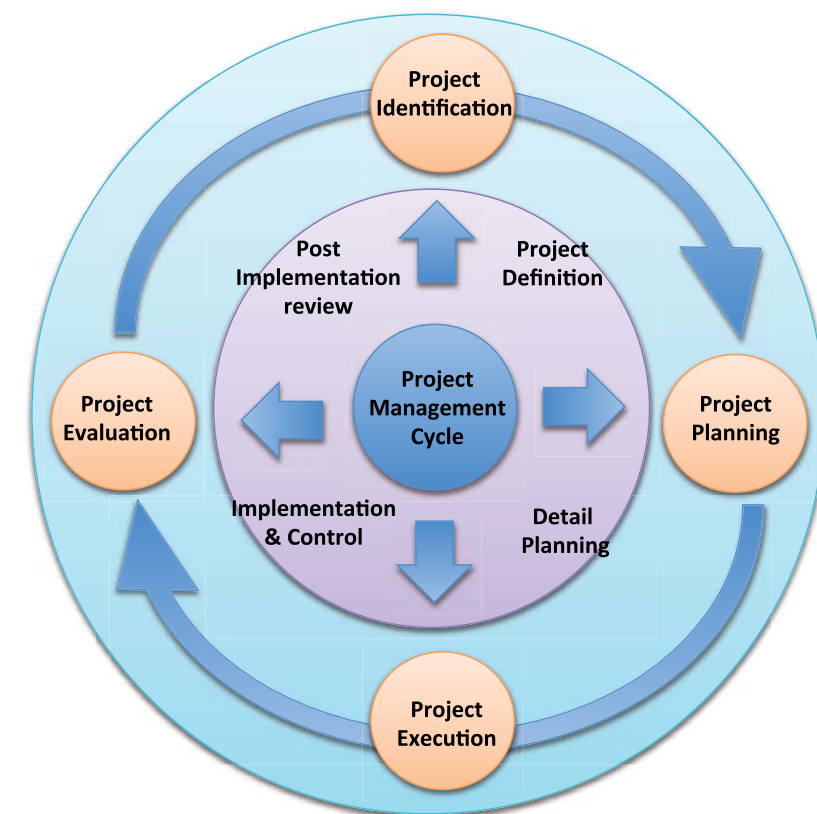 Project
Identification
Post
Implementation
review
Project
Definition
Project
Management
Cycle
Project
Evaluation
Project
Planning
Implementation
& Control
Detail
Planning
Project
Execution